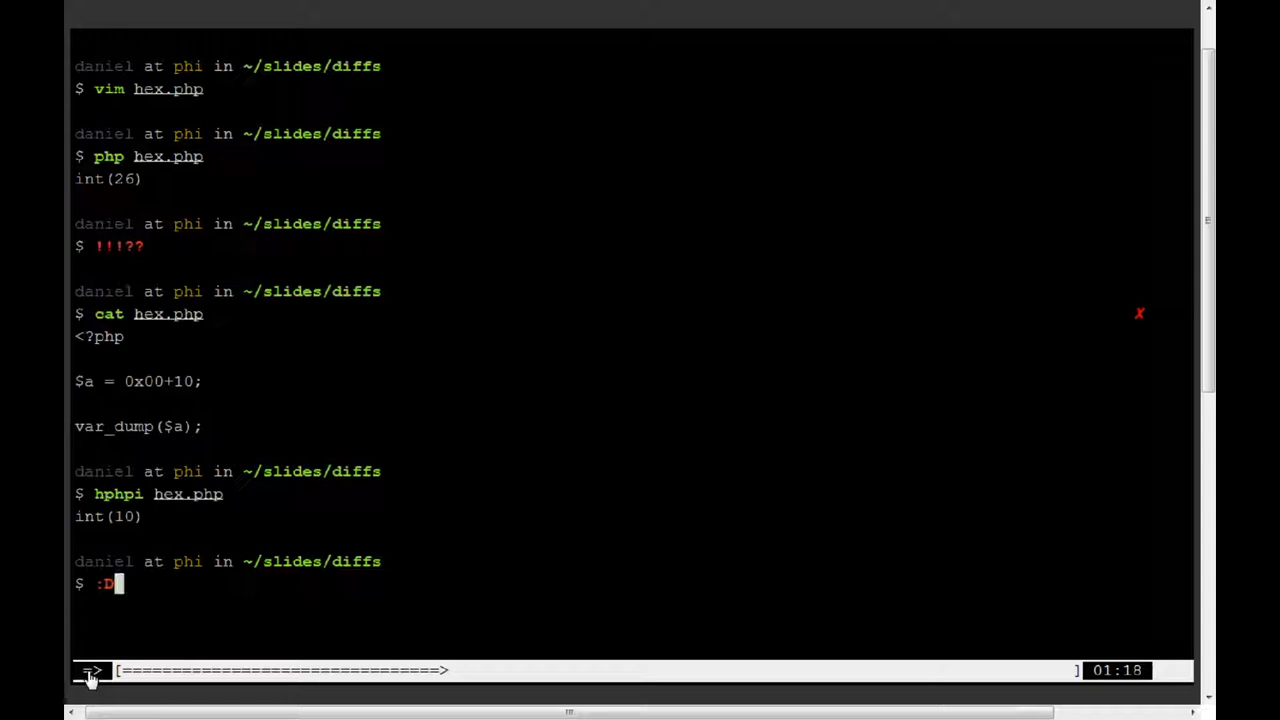 daniel at phi in ~/slides/diffs
$ vim hex.php
daniel at phi in ~/slides/diffs
$ php hex.php
int(26)
daniel at phi in ~/slides/diffs
$ !!!??
daniel at phi in ~/slides/diffs
$ cat hex.php ✗
<?php
$a = 0x00+10;
var_dump($a);
daniel at phi in ~/slides/diffs
$ hphpi hex.php
int(10)
daniel at phi in ~/slides/diffs
$ :D
=> [================================> ] 01:18